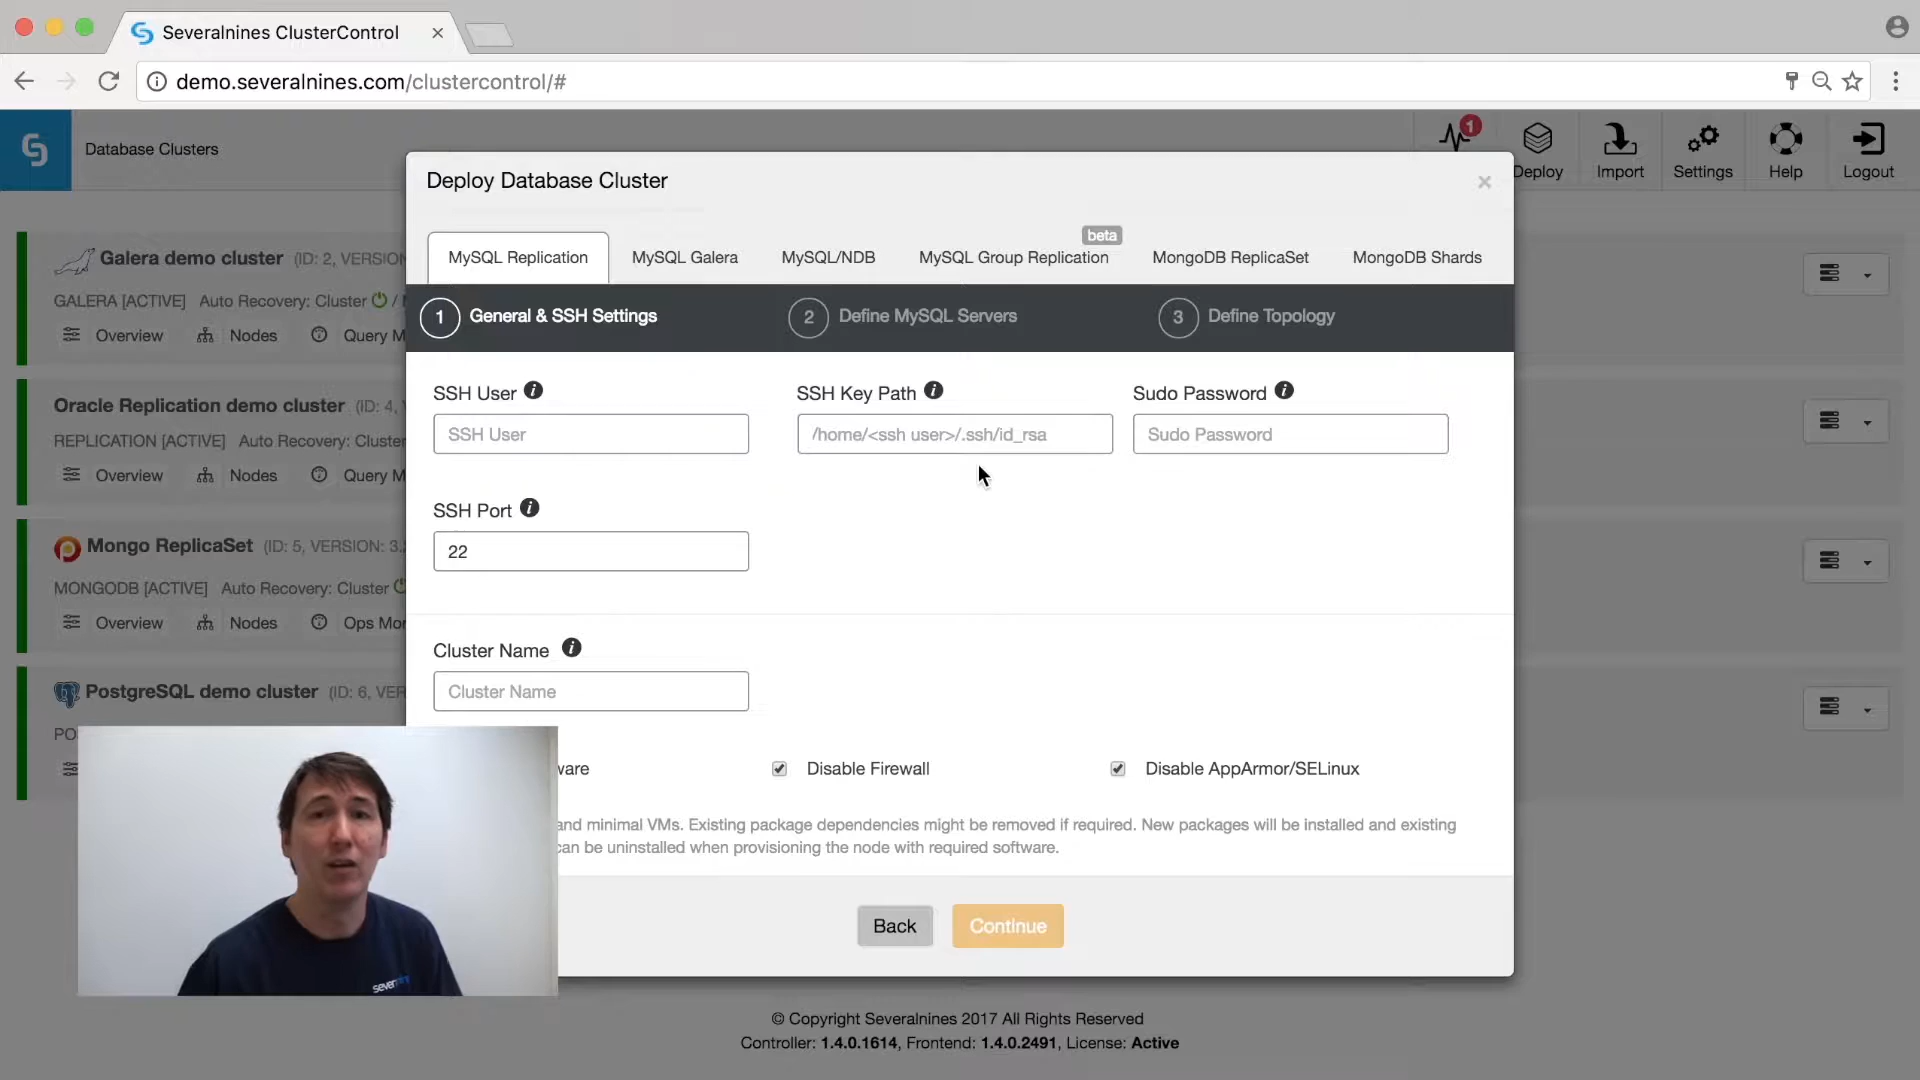 Severalnines ClusterControl
demo.severalnines.com/clustercontrol/#
Database Clusters
1
Deploy
Import
Settings
Help
Logout
Deploy Database Cluster
beta
MySQL Replication
MySQL Galera
MySQL/NDB
MySQL Group Replication
MongoDB ReplicaSet
MongoDB Shards
1 General & SSH Settings
2 Define MySQL Servers
3 Define Topology
SSH User
SSH Key Path
Sudo Password
SSH User
/home/<ssh user>/.ssh/id_rsa
Sudo Password
SSH Port
22
Cluster Name
Cluster Name
Disable Firewall
Disable AppArmor/SELinux
and minimal VMs. Existing package dependencies might be removed if required. New packages will be installed and existing
can be uninstalled when provisioning the node with required software.
Back
Continue
Galera demo cluster (ID: 2, VERSION
GALERA [ACTIVE] Auto Recovery: Cluster /
Overview Nodes Query M
Oracle Replication demo cluster (ID: 4,
REPLICATION [ACTIVE] Auto Recovery: Cluster
Overview Nodes Query M
Mongo ReplicaSet (ID: 5, VERSION: 3.
MONGODB [ACTIVE] Auto Recovery: Cluster
Overview Nodes Ops Mon
PostgreSQL demo cluster (ID: 6, VER
PO
© Copyright Severalnines 2017 All Rights Reserved
Controller: 1.4.0.1614, Frontend: 1.4.0.2491, License: Active